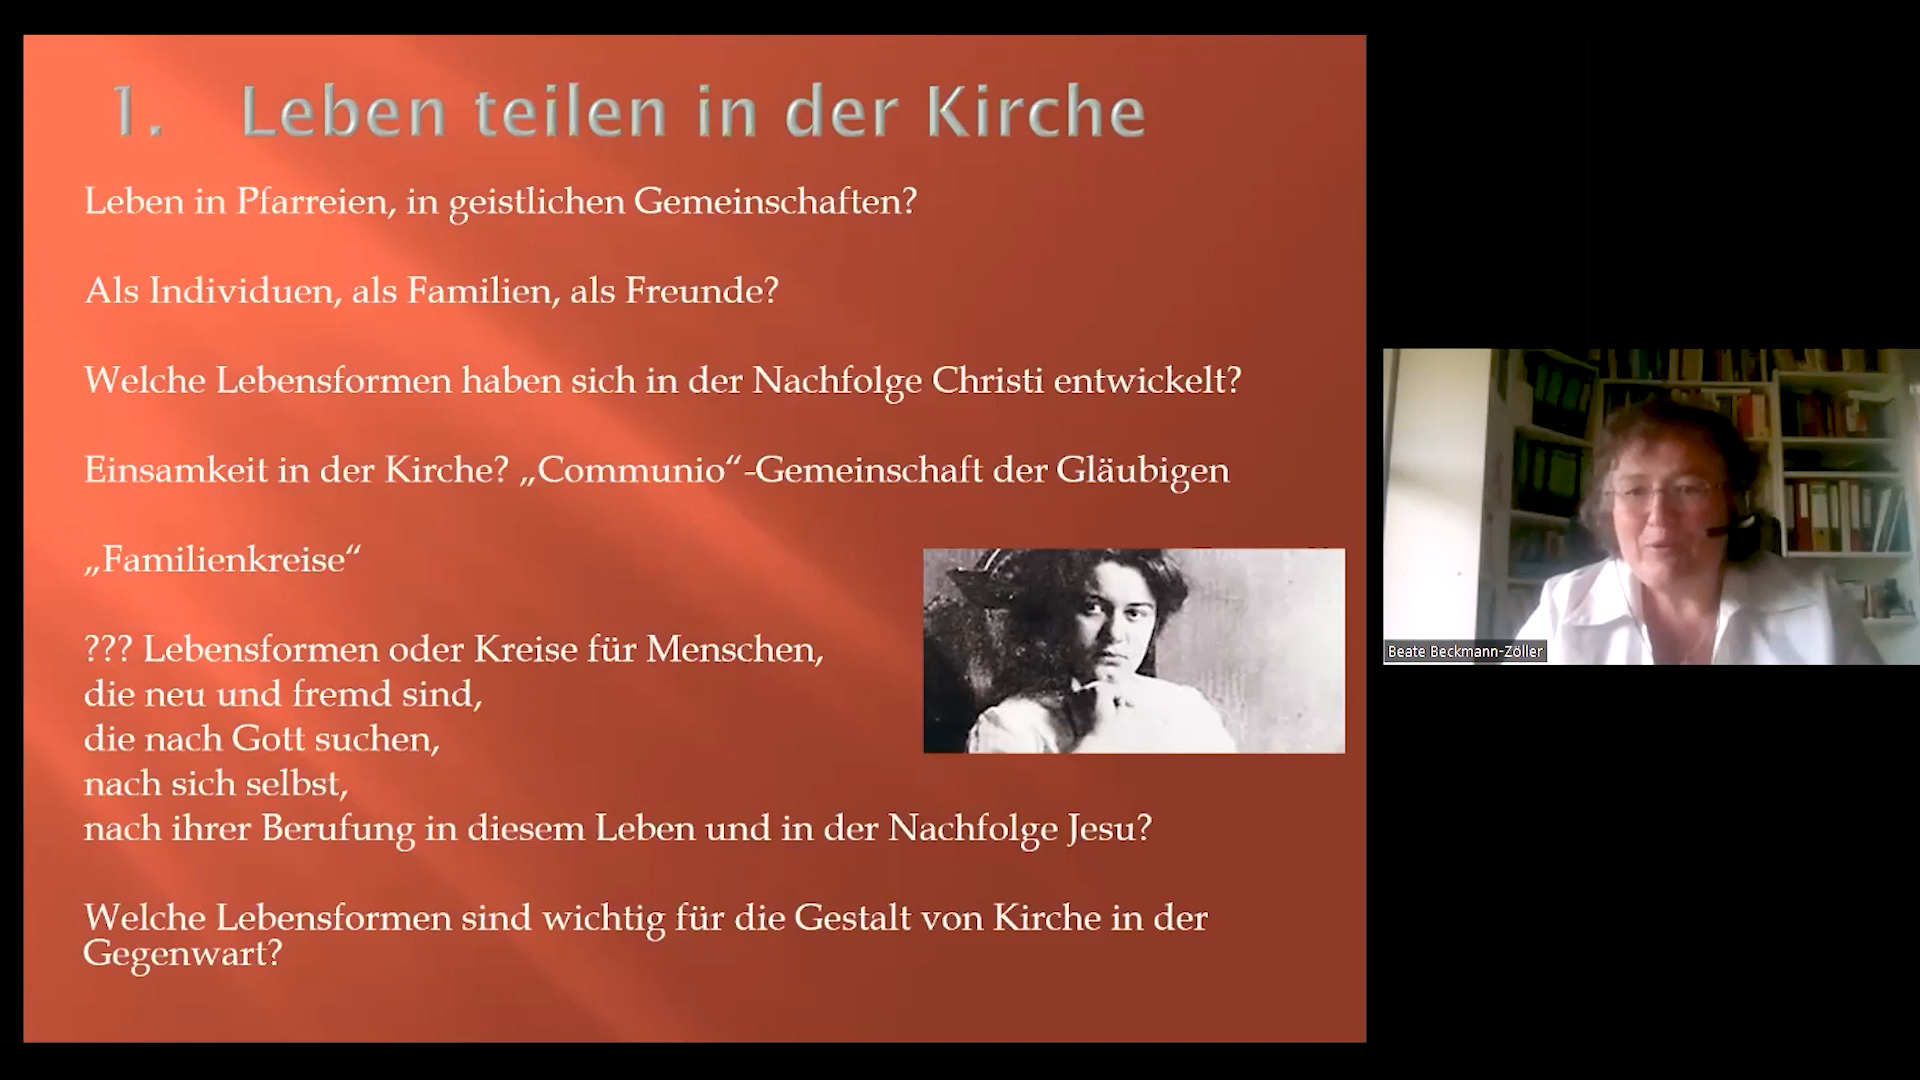 1. Leben teilen in der Kirche
Leben in Pfarreien, in geistlichen Gemeinschaften?
Als Individuen, als Familien, als Freunde?
Welche Lebensformen haben sich in der Nachfolge Christi entwickelt?
Einsamkeit in der Kirche? „Communio“-Gemeinschaft der Gläubigen
„Familienkreise“
??? Lebensformen oder Kreise für Menschen,
die neu und fremd sind,
die nach Gott suchen,
nach sich selbst,
nach ihrer Berufung in diesem Leben und in der Nachfolge Jesu?
Welche Lebensformen sind wichtig für die Gestalt von Kirche in der
Gegenwart?
Beate Beckmann-Zöller